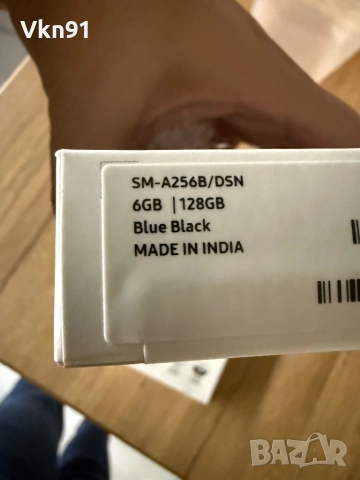 Vkn91
SM-A256B/DSN
6GB | 128GB
Blue Black
MADE IN INDIA
BAZAR